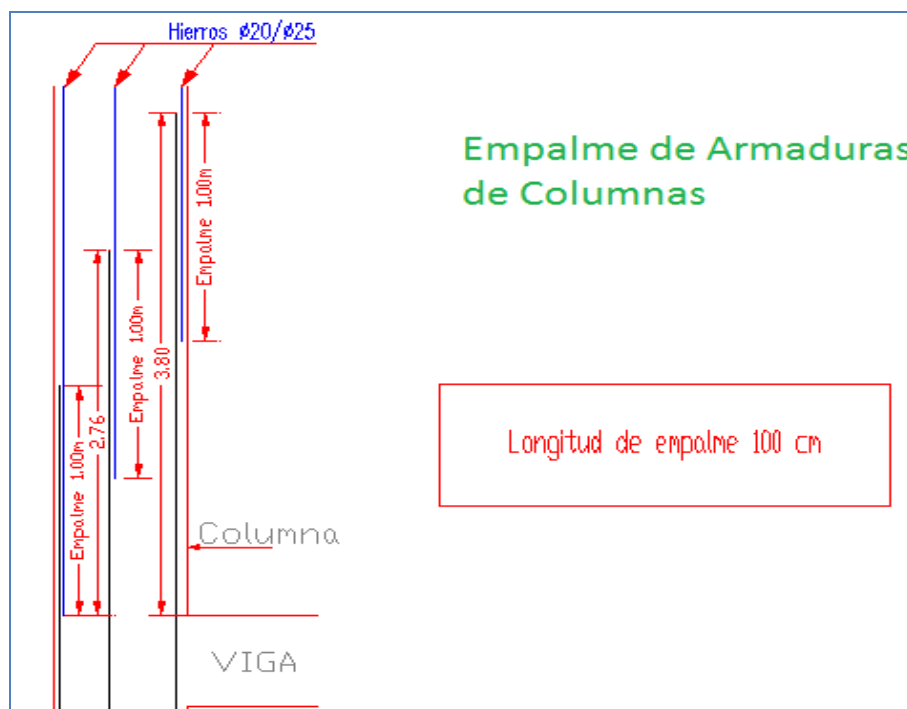 Hierros ø20/ø25
Empalme de Armaduras
de Columnas
Empalme 1.00m
Empalme 1.00m
3.80
2.76
Empalme 1.00m
Longitud de empalme 100 cm
Columna
VIGA